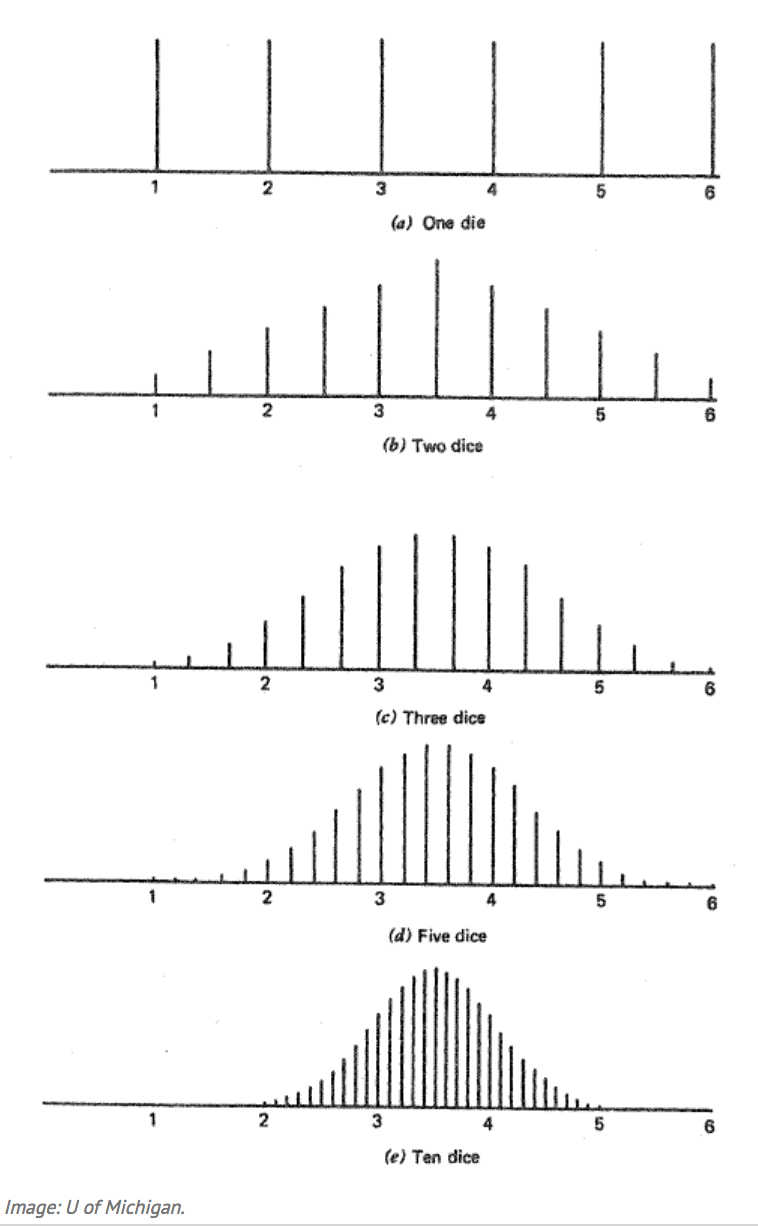 1 2 3 4 5 6
(a) One die
1 2 3 4 5 6
(b) Two dice
1 2 3 4 5 6
(c) Three dice
1 2 3 4 5 6
(d) Five dice
1 2 3 4 5 6
(e) Ten dice
Image: U of Michigan.